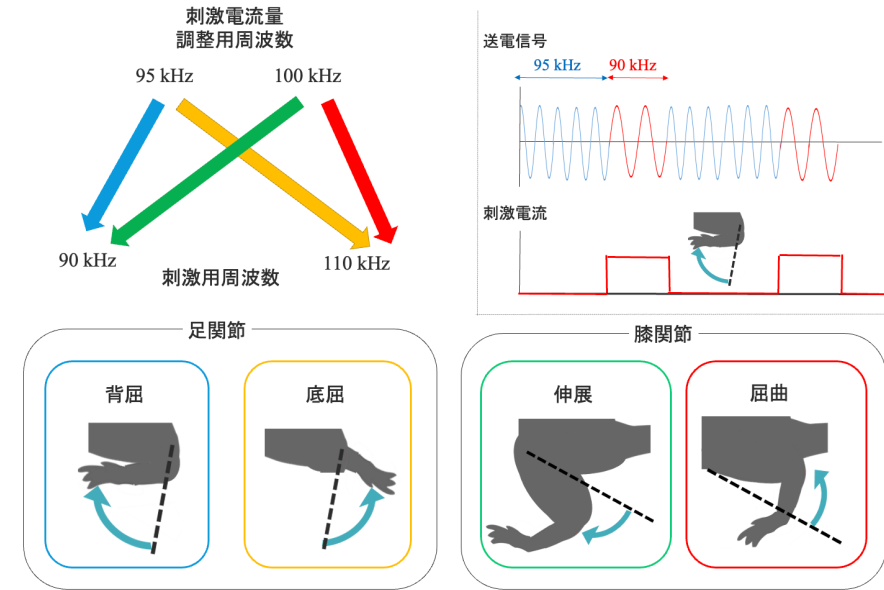 刺激電流量
調整用周波数
95 kHz
100 kHz
90 kHz
110 kHz
刺激用周波数
送電信号
95 kHz
90 kHz
刺激電流
足関節
背屈
底屈
膝関節
伸展
屈曲